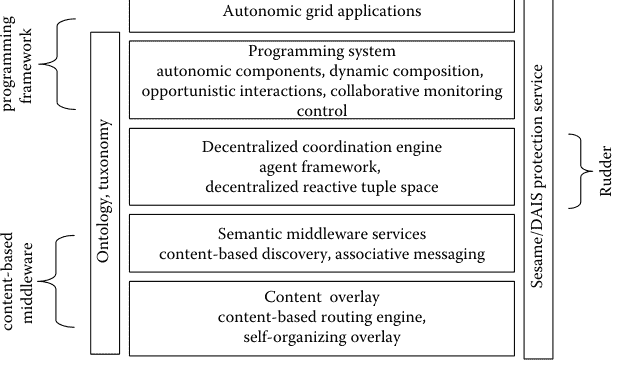 Autonomic grid applications
programming
framework
Programming system
autonomic components, dynamic composition,
opportunistic interactions, collaborative monitoring
control
Ontology, tuxonomy
Decentralized coordination engine
agent framework,
decentralized reactive tuple space
Sesame/DAIS protection service
Rudder
content-based
middleware
Semantic middleware services
content-based discovery, associative messaging
Content overlay
content-based routing engine,
self-organizing overlay